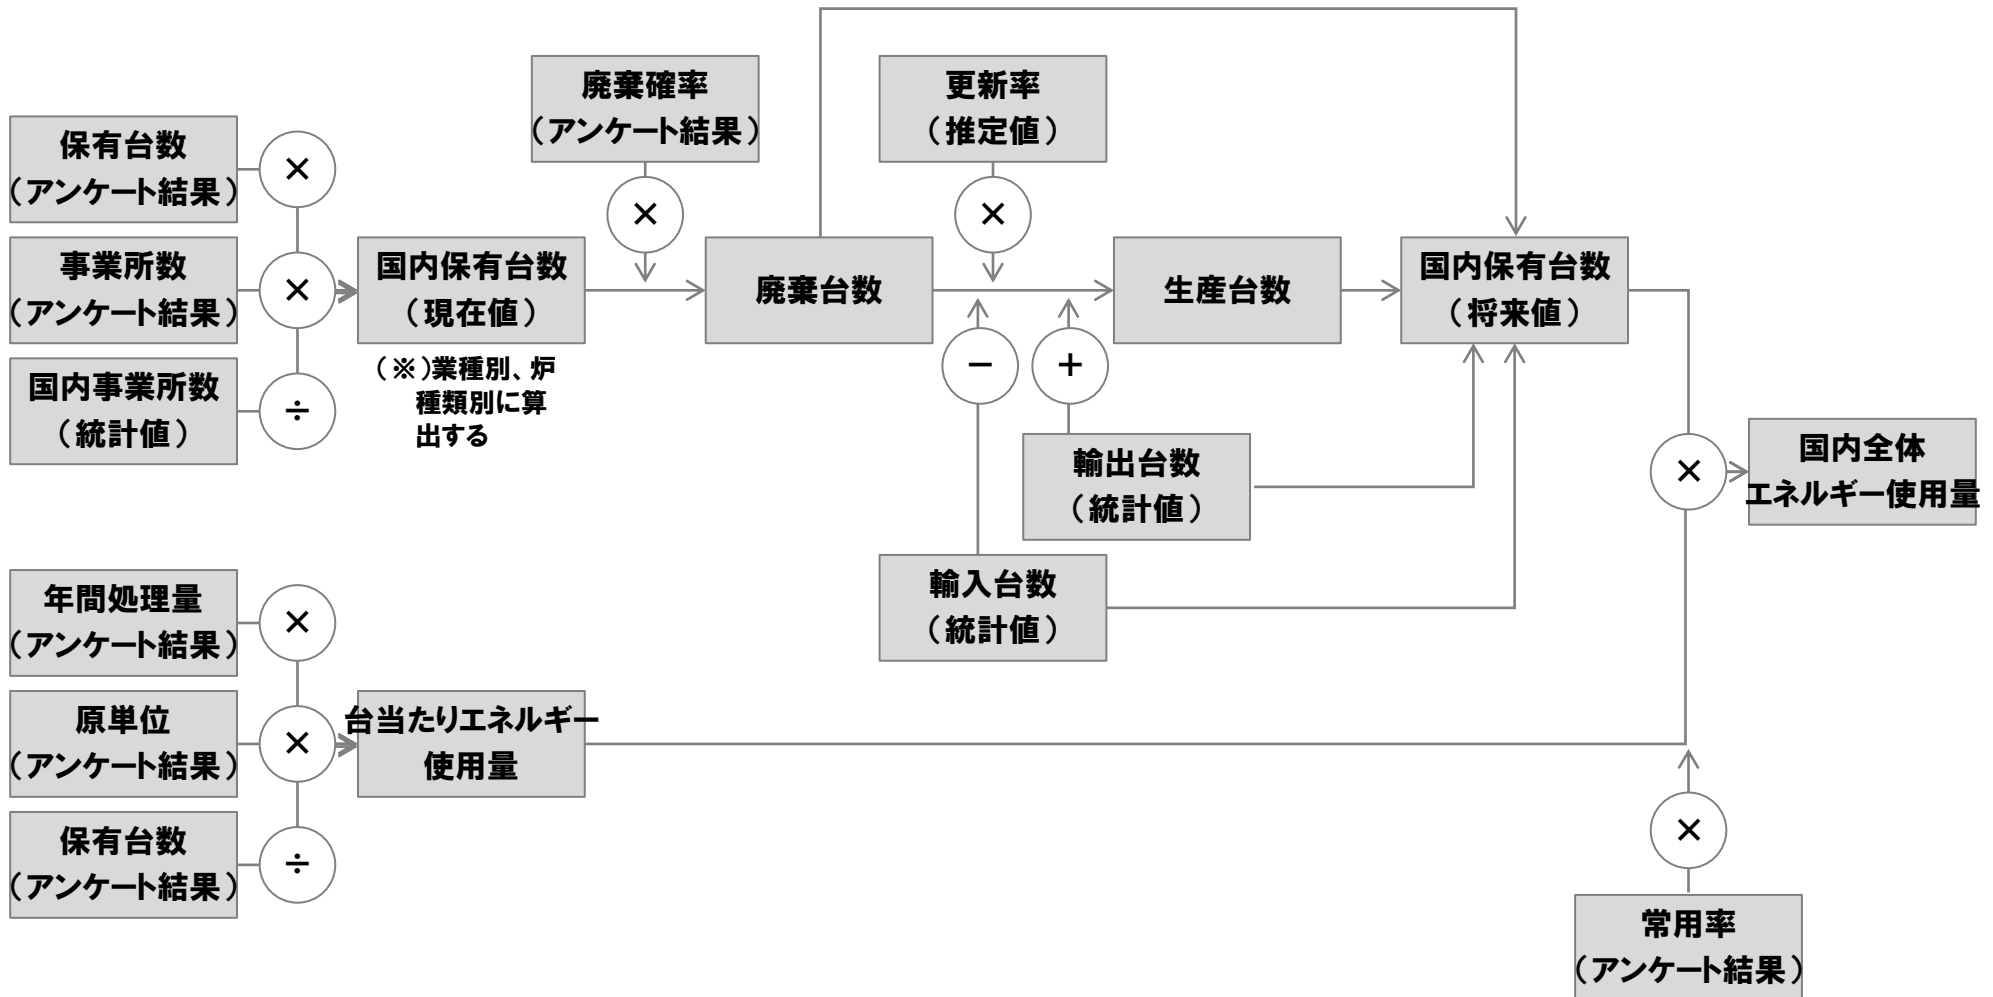 廃棄確率
（アンケート結果）
×
更新率
（推定値）
×
保有台数
（アンケート結果）
×
事業所数
（アンケート結果）
×
国内事業所数
（統計値）
÷
国内保有台数
（現在値）
（※）業種別、炉
種類別に算
出する
廃棄台数
生産台数
国内保有台数
（将来値）
−
+
輸出台数
（統計値）
輸入台数
（統計値）
×
国内全体
エネルギー使用量
年間処理量
（アンケート結果）
×
原単位
（アンケート結果）
×
保有台数
（アンケート結果）
÷
台当たりエネルギー
使用量
×
常用率
（アンケート結果）